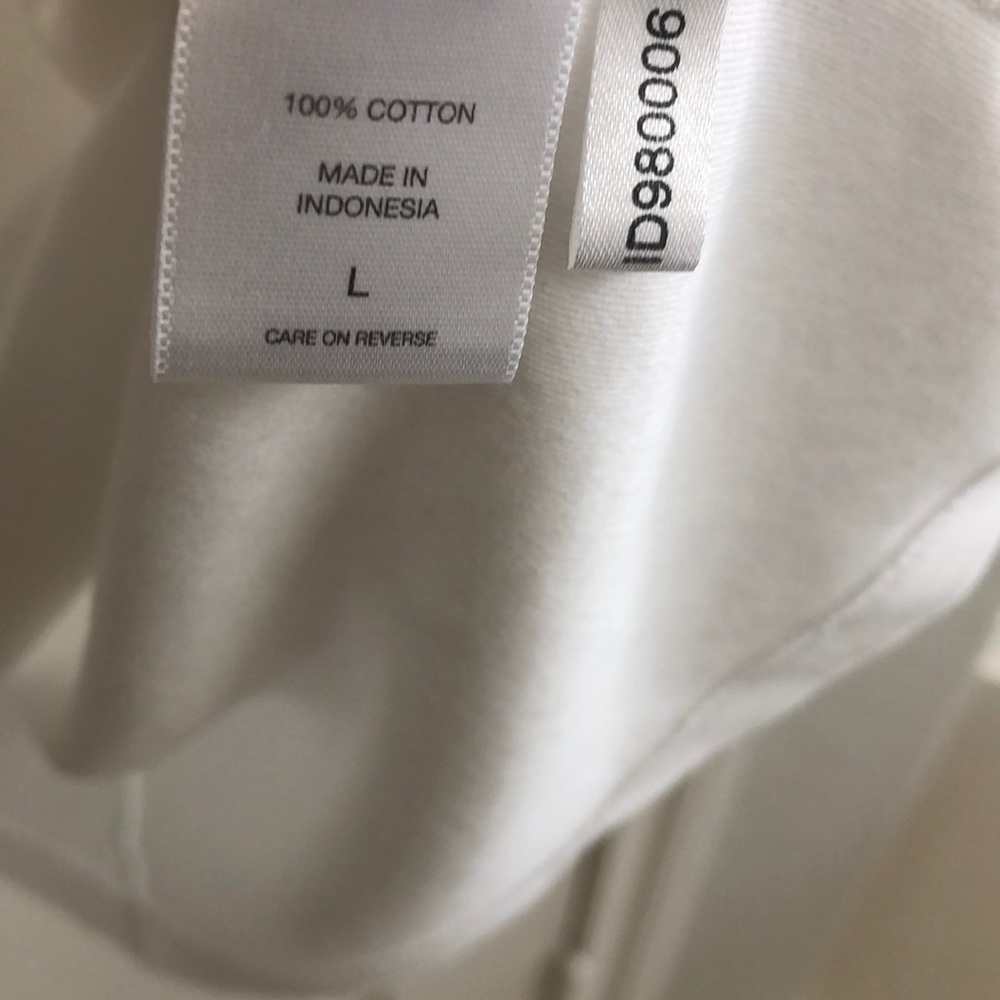 100% COTTON
MADE IN
INDONESIA
L
CARE ON REVERSE
ID980006